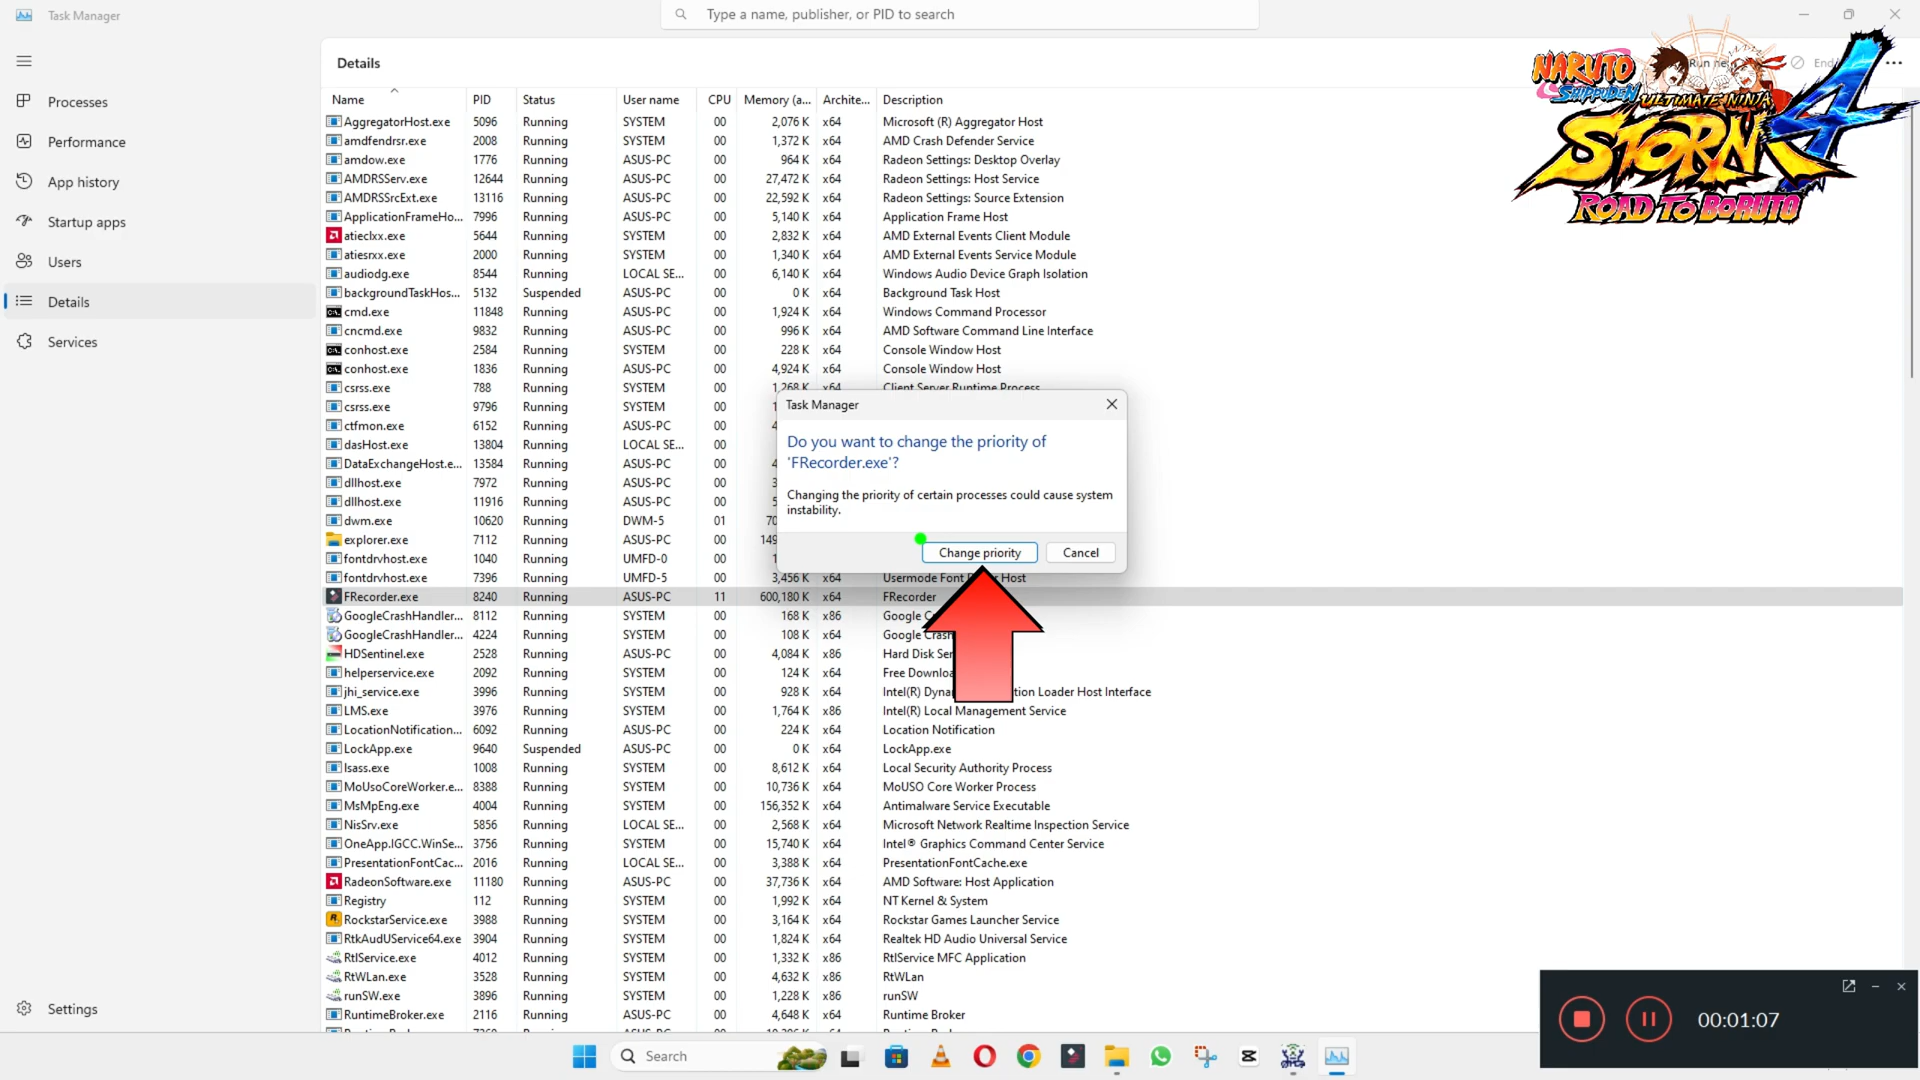 Task Manager
Type a name, publisher, or PID to search
Details
Run ne
End
NARUTO
SHIPPUDEN
ULTIMATE NINJA
STORM 4
ROAD TO BORUTO
Processes
Performance
App history
Startup apps
Users
Details
Services
Settings
Name PID Status User name CPU Memory (a... Archite... Description
AggregatorHost.exe 5096 Running SYSTEM 00 2,076 K x64 Microsoft (R) Aggregator Host
amdfendrsr.exe 2008 Running SYSTEM 00 1,372 K x64 AMD Crash Defender Service
amdow.exe 1776 Running ASUS-PC 00 964 K x64 Radeon Settings: Desktop Overlay
AMDRSServ.exe 12644 Running ASUS-PC 00 27,472 K x64 Radeon Settings: Host Service
AMDRSSrcExt.exe 13116 Running ASUS-PC 00 22,592 K x64 Radeon Settings: Source Extension
ApplicationFrameHo... 7996 Running ASUS-PC 00 5,140 K x64 Application Frame Host
atieclxx.exe 5644 Running SYSTEM 00 2,832 K x64 AMD External Events Client Module
atiesrxx.exe 2000 Running SYSTEM 00 1,340 K x64 AMD External Events Service Module
audiodg.exe 8544 Running LOCAL SE... 00 6,140 K x64 Windows Audio Device Graph Isolation
backgroundTaskHos... 5132 Suspended ASUS-PC 00 0 K x64 Background Task Host
cmd.exe 11848 Running ASUS-PC 00 1,924 K x64 Windows Command Processor
cncmd.exe 9832 Running ASUS-PC 00 996 K x64 AMD Software Command Line Interface
conhost.exe 2584 Running SYSTEM 00 228 K x64 Console Window Host
conhost.exe 1836 Running ASUS-PC 00 4,924 K x64 Console Window Host
csrss.exe 788 Running SYSTEM 00 1,268 K x64 Client Server Runtime Process
csrss.exe 9796 Running SYSTEM 00
ctfmon.exe 6152 Running ASUS-PC 00
dasHost.exe 13804 Running LOCAL SE... 00
DataExchangeHost.e... 13584 Running ASUS-PC 00
dllhost.exe 7972 Running ASUS-PC 00
dllhost.exe 11916 Running ASUS-PC 00
dwm.exe 10620 Running DWM-5 01
explorer.exe 7112 Running ASUS-PC 00
fontdrvhost.exe 1040 Running UMFD-0 00
fontdrvhost.exe 7396 Running UMFD-5 00 3,456 K x64 Usermode Font Host
FRecorder.exe 8240 Running ASUS-PC 11 600,180 K x64 FRecorder
GoogleCrashHandler... 8112 Running SYSTEM 00 168 K x86 Google C
GoogleCrashHandler... 4224 Running SYSTEM 00 108 K x64 Google Crash
HDSentinel.exe 2528 Running ASUS-PC 00 4,084 K x86 Hard Disk Ser
helperservice.exe 2092 Running SYSTEM 00 124 K x64 Free Downloa
jhi_service.exe 3996 Running SYSTEM 00 928 K x64 Intel(R) Dyna tion Loader Host Interface
LMS.exe 3976 Running SYSTEM 00 1,764 K x86 Intel(R) Local Management Service
LocationNotification... 6092 Running ASUS-PC 00 224 K x64 Location Notification
LockApp.exe 9640 Suspended ASUS-PC 00 0 K x64 LockApp.exe
lsass.exe 1008 Running SYSTEM 00 8,612 K x64 Local Security Authority Process
MoUsoCoreWorker.e... 8388 Running SYSTEM 00 10,736 K x64 MoUSO Core Worker Process
MsMpEng.exe 4004 Running SYSTEM 00 156,352 K x64 Antimalware Service Executable
NisSrv.exe 5856 Running LOCAL SE... 00 2,568 K x64 Microsoft Network Realtime Inspection Service
OneApp.IGCC.WinSe... 3756 Running SYSTEM 00 15,740 K x64 Intel® Graphics Command Center Service
PresentationFontCac... 2016 Running LOCAL SE... 00 3,388 K x64 PresentationFontCache.exe
RadeonSoftware.exe 11180 Running ASUS-PC 00 37,736 K x64 AMD Software: Host Application
Registry 112 Running SYSTEM 00 1,992 K x64 NT Kernel & System
RockstarService.exe 3988 Running SYSTEM 00 3,164 K x64 Rockstar Games Launcher Service
RtkAudUService64.exe 3904 Running SYSTEM 00 1,824 K x64 Realtek HD Audio Universal Service
RtlService.exe 4012 Running SYSTEM 00 1,332 K x86 RtlService MFC Application
RtWLan.exe 3528 Running SYSTEM 00 4,632 K x86 RtWLan
runSW.exe 3896 Running SYSTEM 00 1,228 K x86 runSW
RuntimeBroker.exe 2116 Running ASUS-PC 00 4,648 K x64 Runtime Broker
Task Manager
Do you want to change the priority of
'FRecorder.exe'?
Changing the priority of certain processes could cause system
instability.
Change priority
Cancel
Search
00:01:07